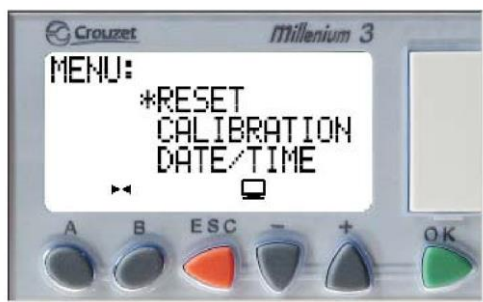 Crouzet millenium 3
MENU:
*RESET
CALIBRATION
DATE/TIME
A B ESC - + OK